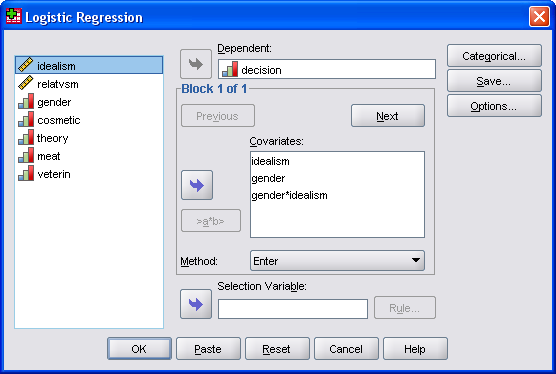 Logistic Regression
idealism
relatvsm
gender
cosmetic
theory
meat
veterin
Dependent:
decision
Block 1 of 1
Previous
Next
Covariates:
idealism
gender
gender*idealism
>a*b>
Method:
Enter
Selection Variable:
Rule...
Categorical...
Save...
Options...
OK
Paste
Reset
Cancel
Help